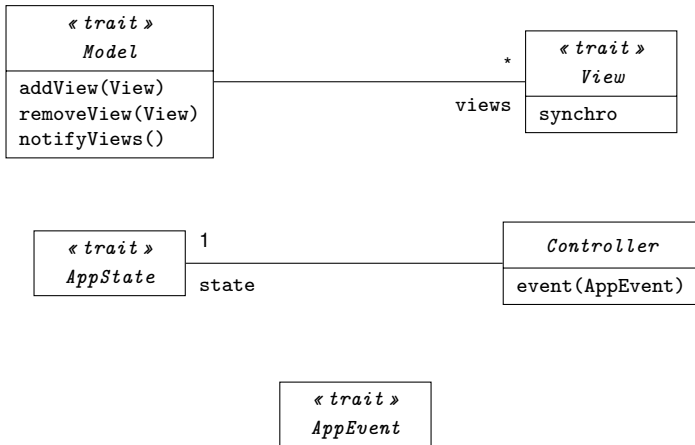 « trait »
Model
addView(View)
removeView(View)
notifyViews()
*
views
« trait »
View
synchro
« trait »
AppState
1
state
Controller
event(AppEvent)
« trait »
AppEvent